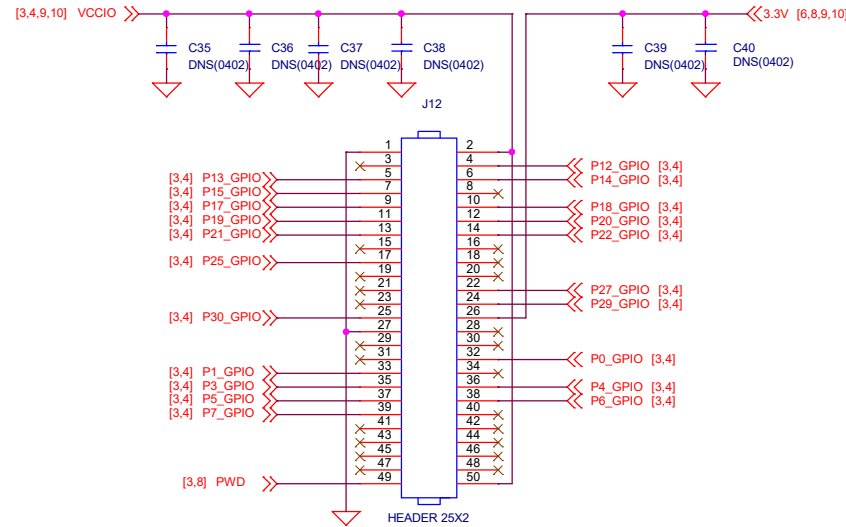 [3,4,9,10] VCCIO
3.3V [6,8,9,10]
C35
DNS(0402)
C36
DNS(0402)
C37
DNS(0402)
C38
DNS(0402)
C39
DNS(0402)
C40
DNS(0402)
J12
1 2
3 4 P12_GPIO [3,4]
[3,4] P13_GPIO 5 6 P14_GPIO [3,4]
[3,4] P15_GPIO 7 8
[3,4] P17_GPIO 9 10 P18_GPIO [3,4]
[3,4] P19_GPIO 11 12 P20_GPIO [3,4]
[3,4] P21_GPIO 13 14 P22_GPIO [3,4]
15 16
[3,4] P25_GPIO 17 18
19 20
21 22 P27_GPIO [3,4]
23 24 P29_GPIO [3,4]
[3,4] P30_GPIO 25 26
27 28
29 30
31 32 P0_GPIO [3,4]
[3,4] P1_GPIO 33 34
[3,4] P3_GPIO 35 36 P4_GPIO [3,4]
[3,4] P5_GPIO 37 38 P6_GPIO [3,4]
[3,4] P7_GPIO 39 40
41 42
43 44
45 46
47 48
[3,8] PWD 49 50
HEADER 25X2